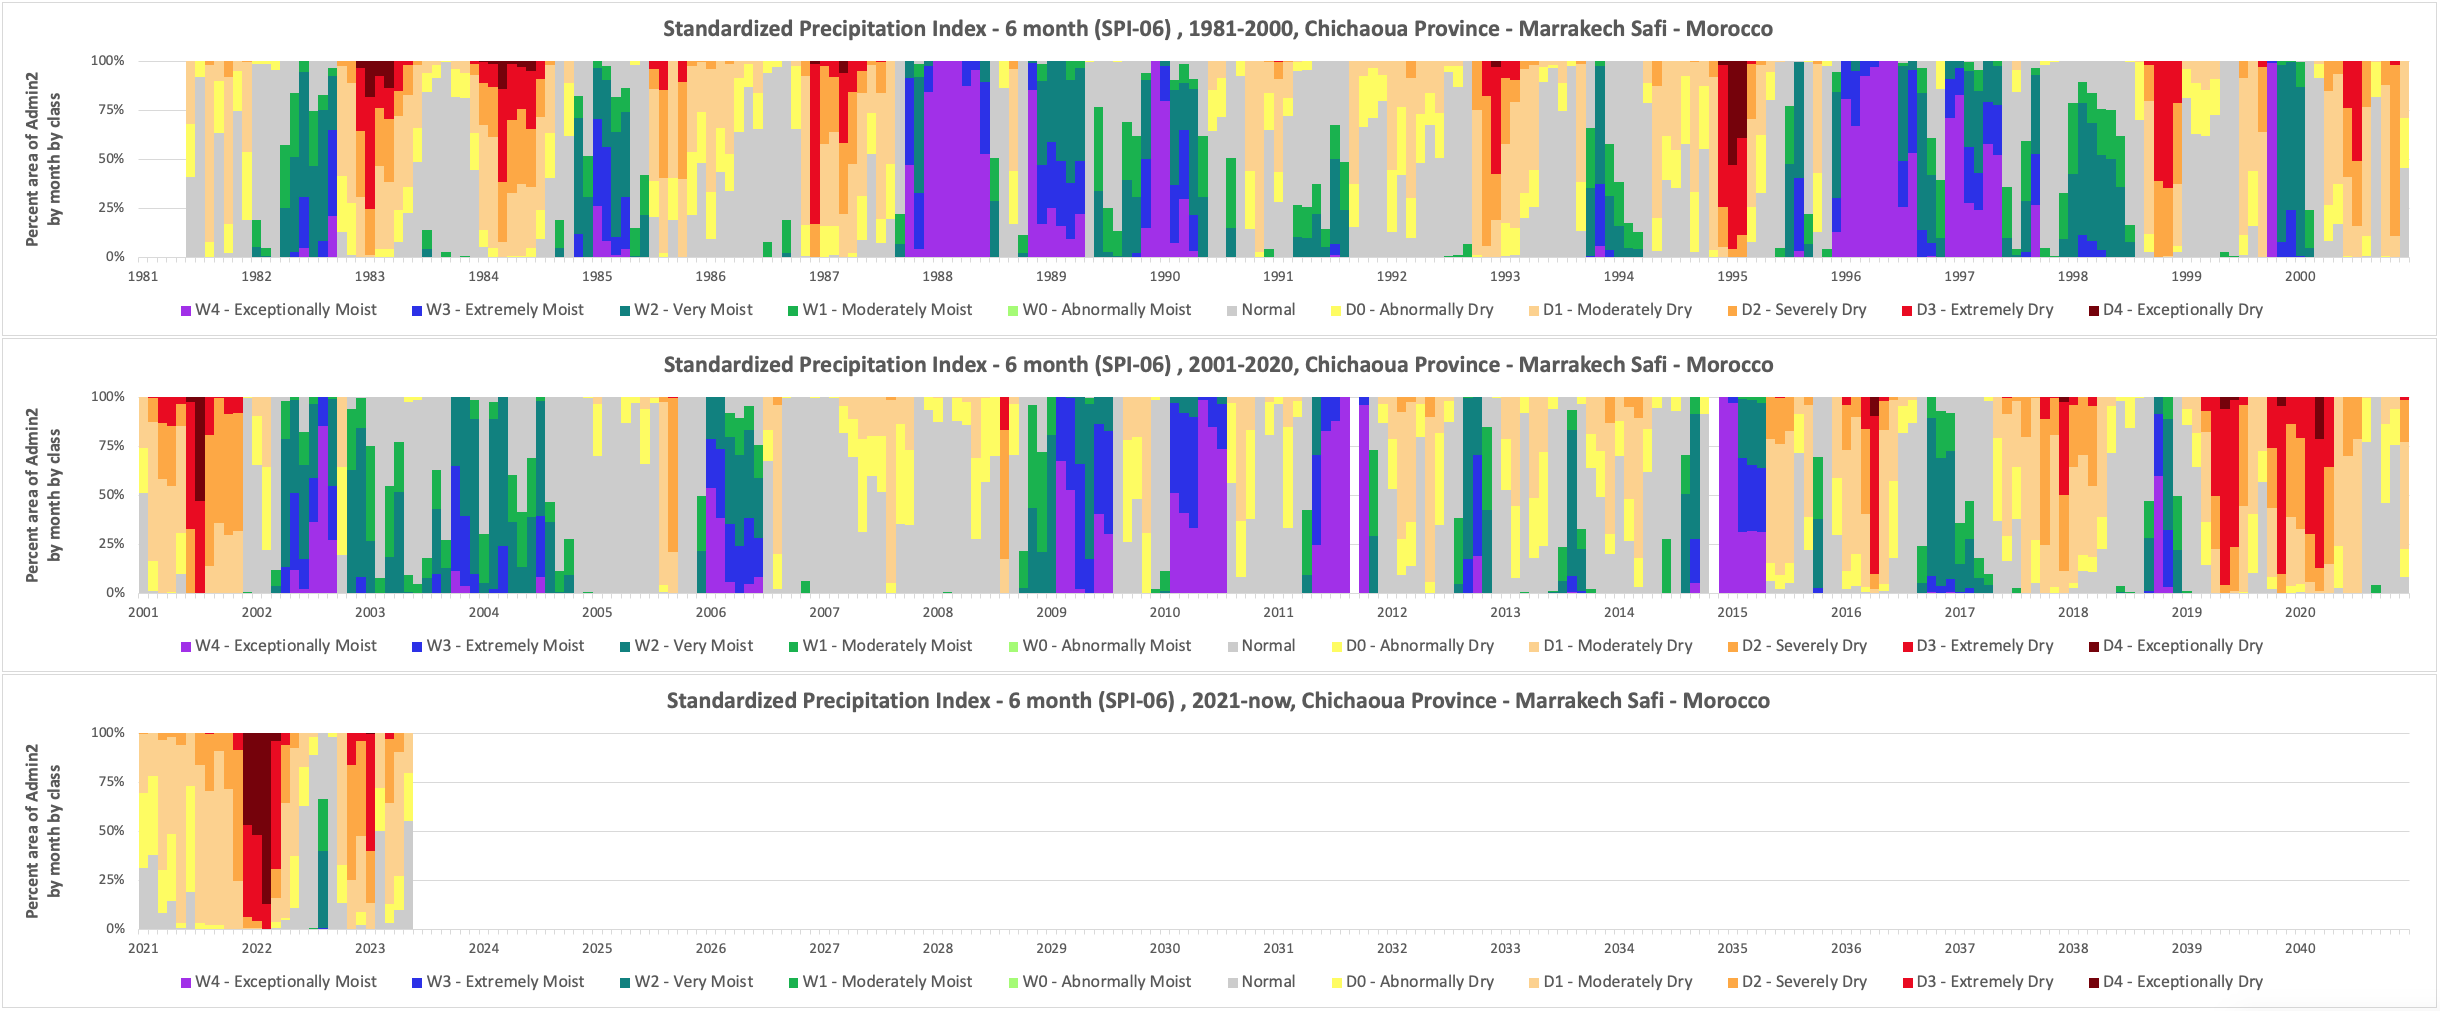 Standardized Precipitation Index - 6 month (SPI-06) , 1981-2000, Chichaoua Province - Marrakech Safi - Morocco
Percent area of Admin2
by month by class
100%
75%
50%
25%
0%
1981 1982 1983 1984 1985 1986 1987 1988 1989 1990 1991 1992 1993 1994 1995 1996 1997 1998 1999 2000
W4 - Exceptionally Moist W3 - Extremely Moist W2 - Very Moist W1 - Moderately Moist W0 - Abnormally Moist Normal D0 - Abnormally Dry D1 - Moderately Dry D2 - Severely Dry D3 - Extremely Dry D4 - Exceptionally Dry
Standardized Precipitation Index - 6 month (SPI-06) , 2001-2020, Chichaoua Province - Marrakech Safi - Morocco
Percent area of Admin2
by month by class
100%
75%
50%
25%
0%
2001 2002 2003 2004 2005 2006 2007 2008 2009 2010 2011 2012 2013 2014 2015 2016 2017 2018 2019 2020
W4 - Exceptionally Moist W3 - Extremely Moist W2 - Very Moist W1 - Moderately Moist W0 - Abnormally Moist Normal D0 - Abnormally Dry D1 - Moderately Dry D2 - Severely Dry D3 - Extremely Dry D4 - Exceptionally Dry
Standardized Precipitation Index - 6 month (SPI-06) , 2021-now, Chichaoua Province - Marrakech Safi - Morocco
Percent area of Admin2
by month by class
100%
75%
50%
25%
0%
2021 2022 2023 2024 2025 2026 2027 2028 2029 2030 2031 2032 2033 2034 2035 2036 2037 2038 2039 2040
W4 - Exceptionally Moist W3 - Extremely Moist W2 - Very Moist W1 - Moderately Moist W0 - Abnormally Moist Normal D0 - Abnormally Dry D1 - Moderately Dry D2 - Severely Dry D3 - Extremely Dry D4 - Exceptionally Dry